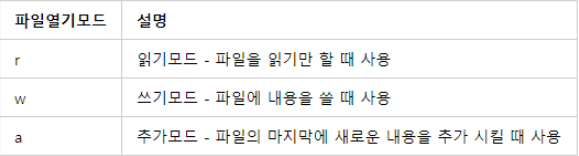 파일열기모드 설명
r 읽기모드 - 파일을 읽기만 할 때 사용
w 쓰기모드 - 파일에 내용을 쓸 때 사용
a 추가모드 - 파일의 마지막에 새로운 내용을 추가 시킬 때 사용